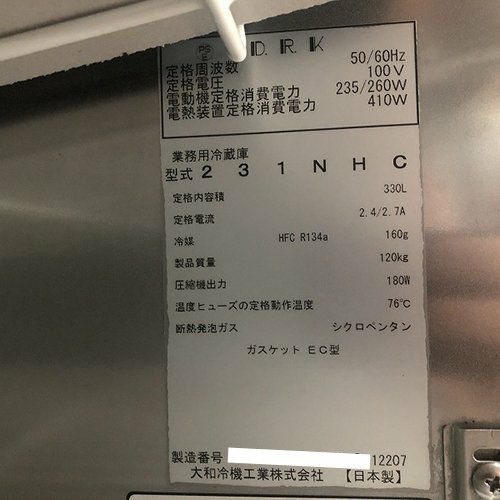 PS E D.R.K
定格周波数 50/60Hz
定格電圧 100V
電動機定格消費電力 235/260W
電熱装置定格消費電力 410W
業務用冷蔵庫
型式 231NHC
定格内容積 330L
定格電流 2.4/2.7A
冷媒 HFC R134a 160g
製品質量 120kg
圧縮機出力 180W
温度ヒューズの定格動作温度 76℃
断熱発泡ガス シクロペンタン
ガスケット EC型
製造番号 12207
大和冷機工業株式会社 【日本製】